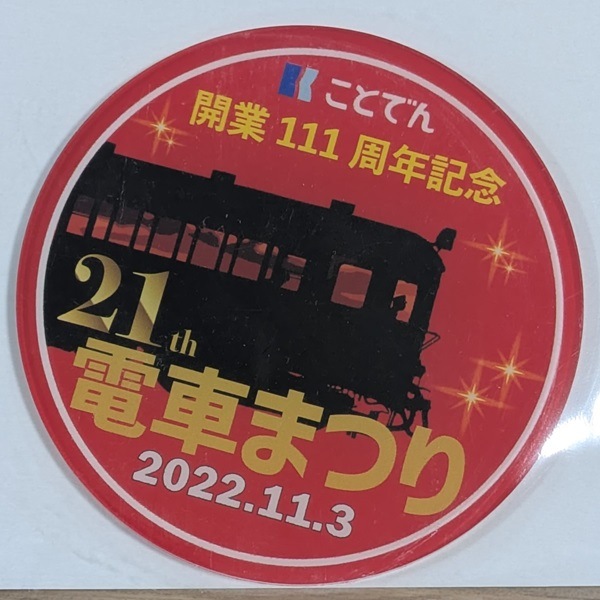 ことでん
開業 111 周年記念
21th
電車まつり
2022.11.3